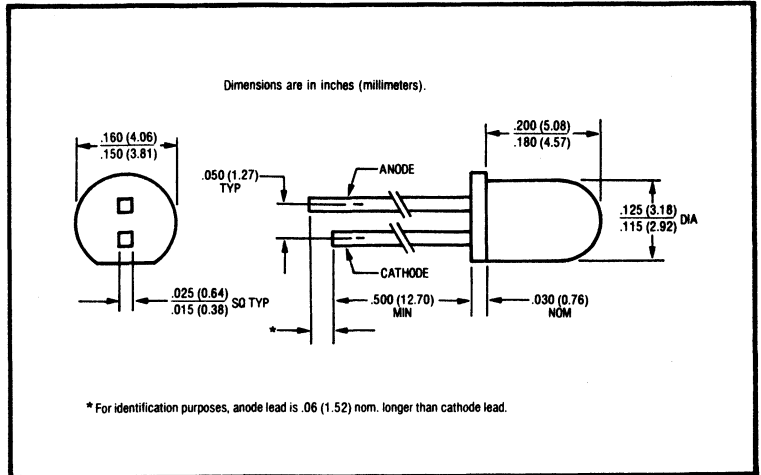 Dimensions are in inches (millimeters).
.160 (4.06)
.150 (3.81)
.025 (0.64)
.015 (0.38)
SQ TYP
.050 (1.27)
TYP
ANODE
CATHODE
.500 (12.70)
MIN
*
.200 (5.08)
.180 (4.57)
.125 (3.18)
.115 (2.92)
DIA
.030 (0.76)
NOM
* For identification purposes, anode lead is .06 (1.52) nom. longer than cathode lead.